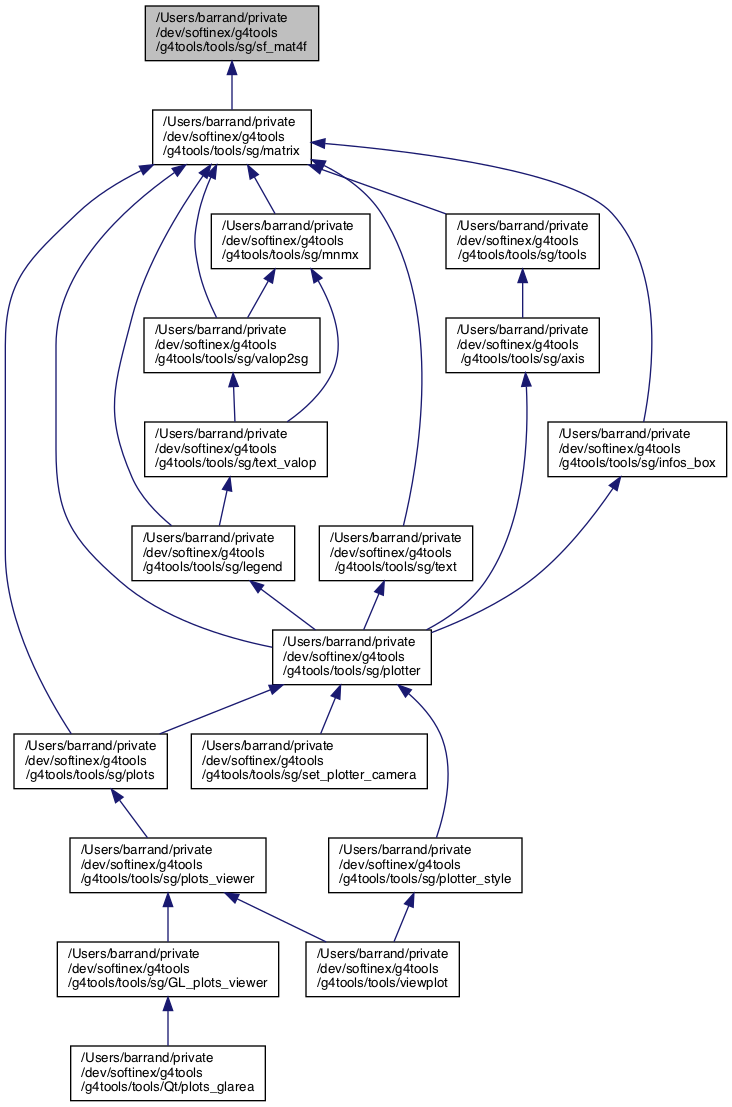 /Users/barrand/private
/dev/softinex/g4tools
/g4tools/tools/sg/sf_mat4f
/Users/barrand/private
/dev/softinex/g4tools
/g4tools/tools/sg/matrix
/Users/barrand/private
/dev/softinex/g4tools
/g4tools/tools/sg/mnmx
/Users/barrand/private
/dev/softinex/g4tools
/g4tools/tools/sg/tools
/Users/barrand/private
/dev/softinex/g4tools
/g4tools/tools/sg/valop2sg
/Users/barrand/private
/dev/softinex/g4tools
/g4tools/tools/sg/axis
/Users/barrand/private
/dev/softinex/g4tools
/g4tools/tools/sg/text_valop
/Users/barrand/private
/dev/softinex/g4tools
/g4tools/tools/sg/infos_box
/Users/barrand/private
/dev/softinex/g4tools
/g4tools/tools/sg/legend
/Users/barrand/private
/dev/softinex/g4tools
/g4tools/tools/sg/text
/Users/barrand/private
/dev/softinex/g4tools
/g4tools/tools/sg/plotter
/Users/barrand/private
/dev/softinex/g4tools
/g4tools/tools/sg/plots
/Users/barrand/private
/dev/softinex/g4tools
/g4tools/tools/sg/set_plotter_camera
/Users/barrand/private
/dev/softinex/g4tools
/g4tools/tools/sg/plots_viewer
/Users/barrand/private
/dev/softinex/g4tools
/g4tools/tools/sg/plotter_style
/Users/barrand/private
/dev/softinex/g4tools
/g4tools/tools/sg/GL_plots_viewer
/Users/barrand/private
/dev/softinex/g4tools
/g4tools/tools/viewplot
/Users/barrand/private
/dev/softinex/g4tools
/g4tools/tools/Qt/plots_glarea